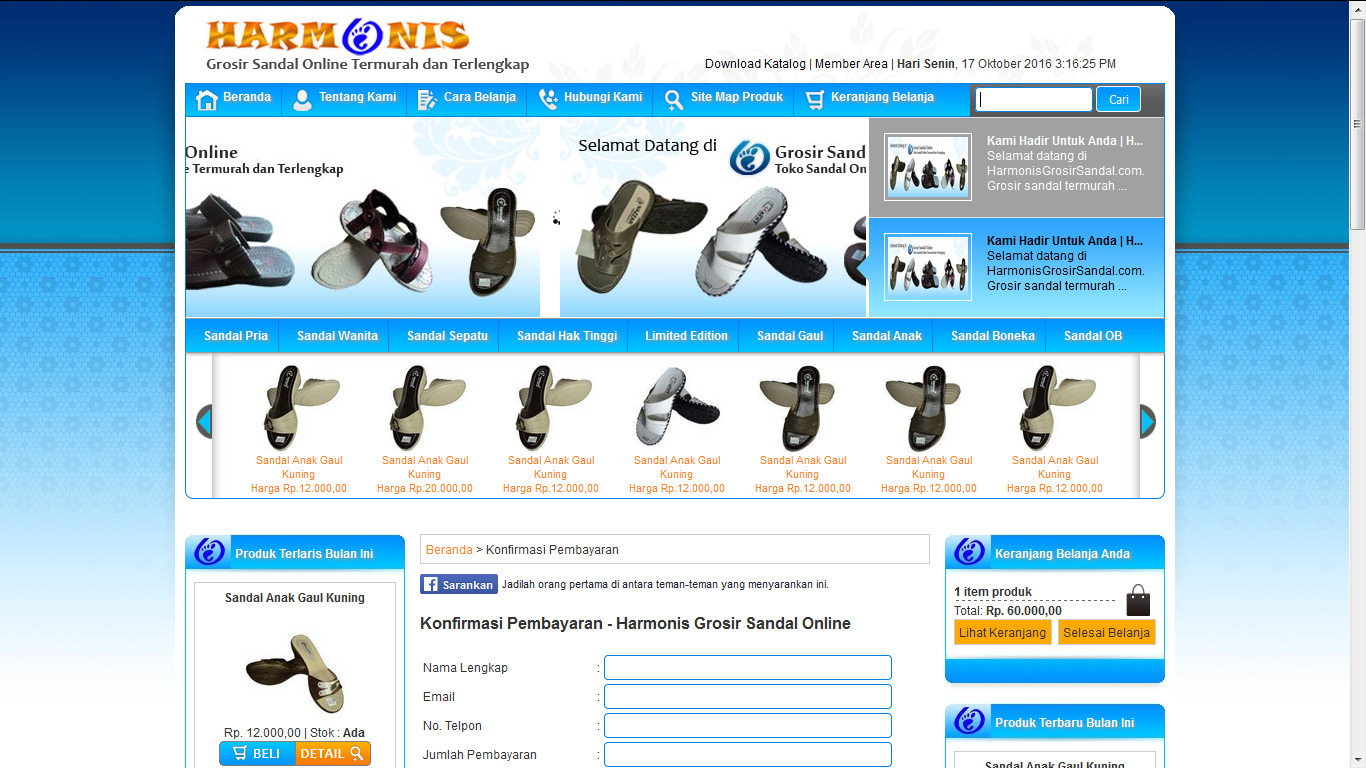 HARMONIS
Grosir Sandal Online Termurah dan Terlengkap
Download Katalog | Member Area | Hari Senin, 17 Oktober 2016 3:16:25 PM
Beranda
Tentang Kami
Cara Belanja
Hubungi Kami
Site Map Produk
Keranjang Belanja
Cari
Online
e Termurah dan Terlengkap
Selamat Datang di
Grosir Sand
Toko Sandal On
Kami Hadir Untuk Anda | H...
Selamat datang di
HarmonisGrosirSandal.com.
Grosir sandal termurah ...
Kami Hadir Untuk Anda | H...
Selamat datang di
HarmonisGrosirSandal.com.
Grosir sandal termurah ...
Sandal Pria
Sandal Wanita
Sandal Sepatu
Sandal Hak Tinggi
Limited Edition
Sandal Gaul
Sandal Anak
Sandal Boneka
Sandal OB
Sandal Anak Gaul
Kuning
Harga Rp.12.000,00
Sandal Anak Gaul
Kuning
Harga Rp.20.000,00
Sandal Anak Gaul
Kuning
Harga Rp.12.000,00
Sandal Anak Gaul
Kuning
Harga Rp.12.000,00
Sandal Anak Gaul
Kuning
Harga Rp.12.000,00
Sandal Anak Gaul
Kuning
Harga Rp.12.000,00
Sandal Anak Gaul
Kuning
Harga Rp.12.000,00
Produk Terlaris Bulan Ini
Sandal Anak Gaul Kuning
Rp. 12.000,00 | Stok : Ada
BELI
DETAIL
Beranda > Konfirmasi Pembayaran
Sarankan
Jadilah orang pertama di antara teman-teman yang menyarankan ini.
Konfirmasi Pembayaran - Harmonis Grosir Sandal Online
Nama Lengkap :
Email :
No. Telpon :
Jumlah Pembayaran :
Keranjang Belanja Anda
1 item produk
Total: Rp. 60.000,00
Lihat Keranjang
Selesai Belanja
Produk Terbaru Bulan Ini
Sandal Anak Gaul Kuning